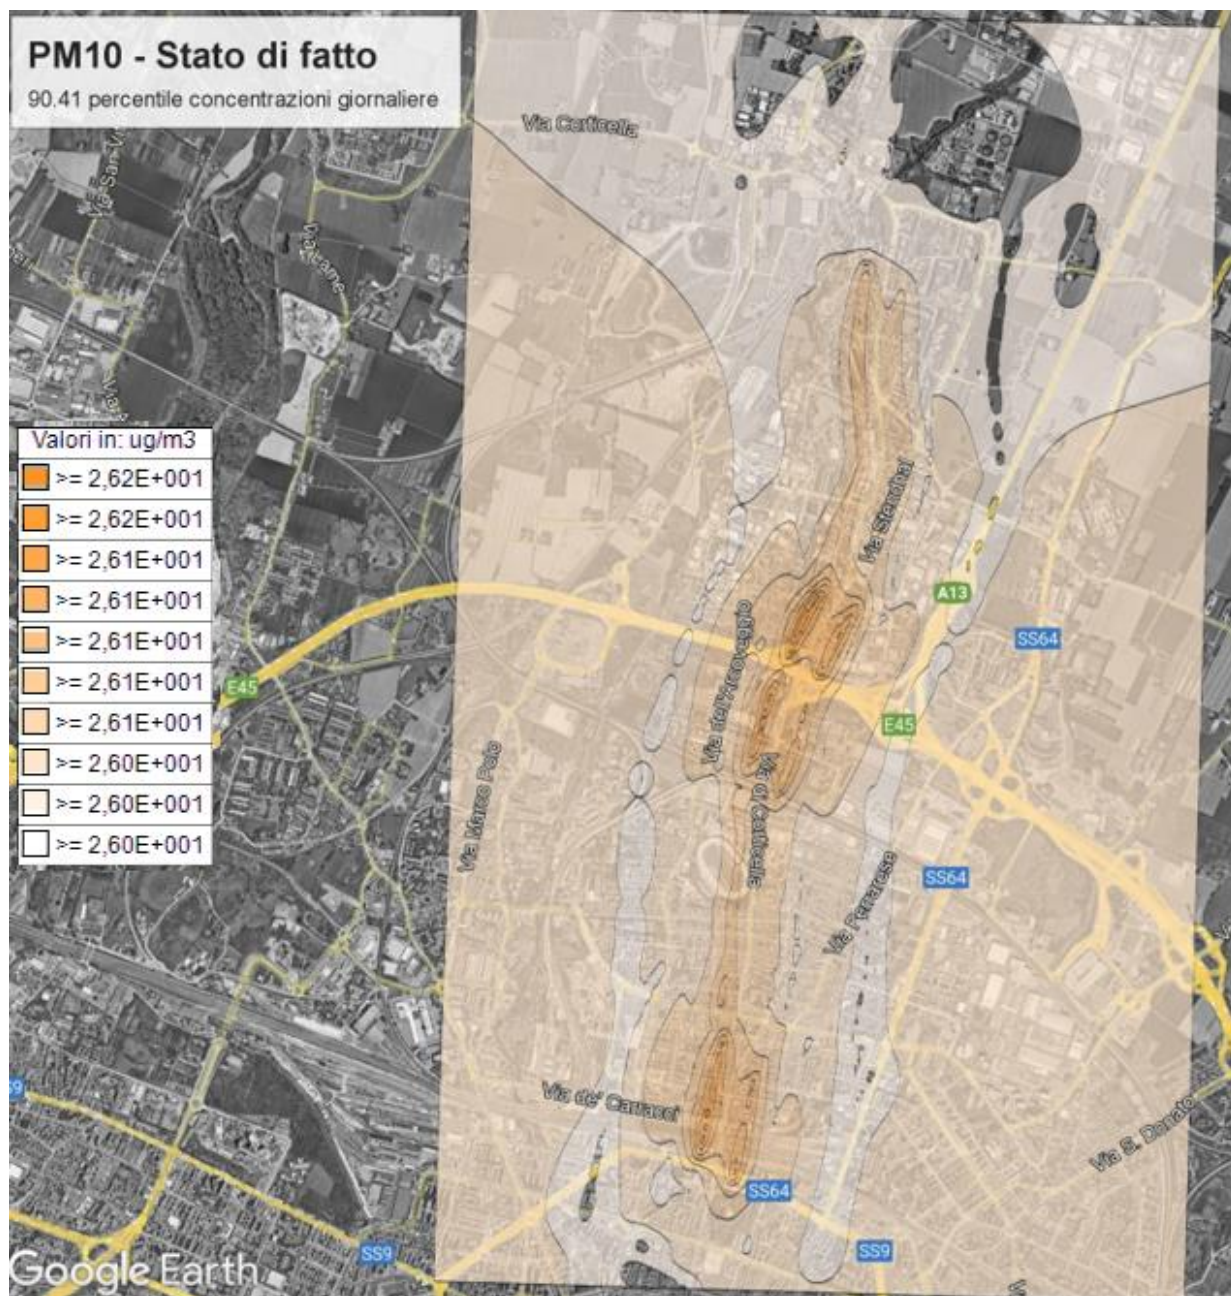 PM10 - Stato di fatto
90.41 percentile concentrazioni giornaliere
Via Corticella
Valori in: ug/m3
>= 2,62E+001
>= 2,62E+001
>= 2,61E+001
>= 2,61E+001
>= 2,61E+001
>= 2,61E+001
>= 2,61E+001
>= 2,60E+001
>= 2,60E+001
>= 2,60E+001
Via Stendhal
A13
SS64
E45
Via dell'Arcoveggio
E45
Via Marco Polo
Via di Corticella
SS64
Via Ferrarese
Via de' Carracci
Via S. Donato
SS64
SS9
SS9
Google Earth